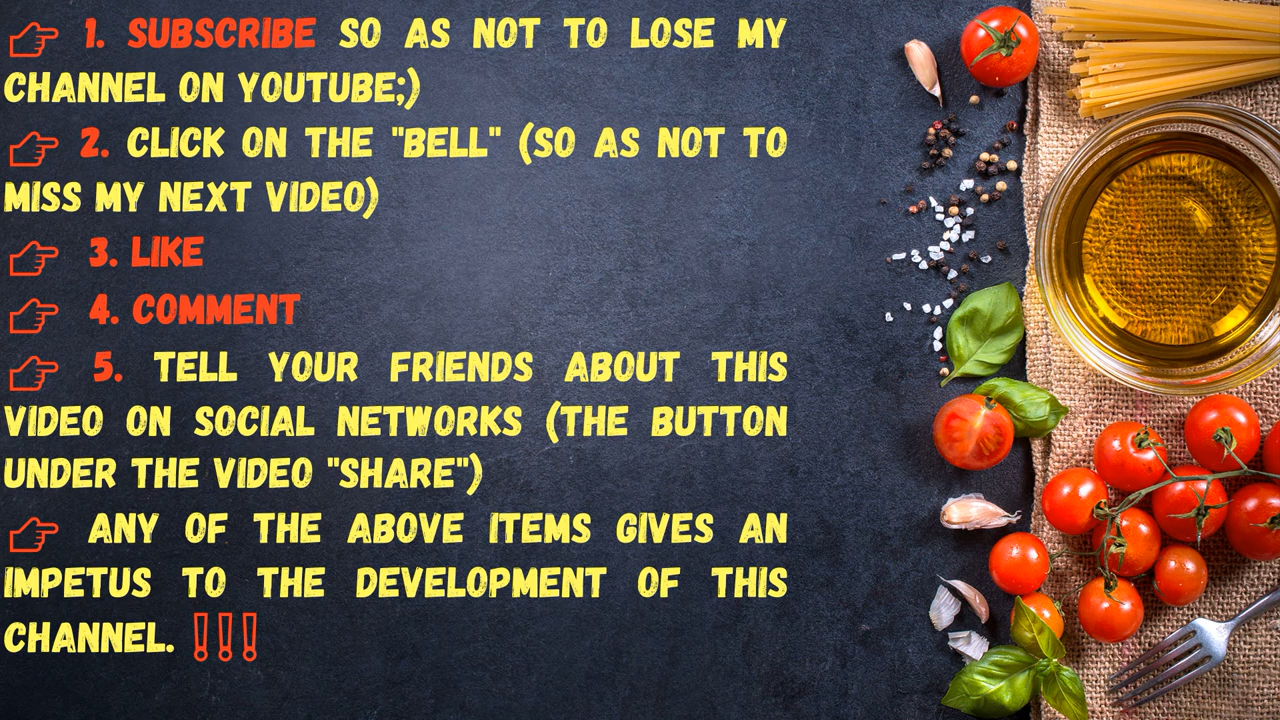 👉 1. SUBSCRIBE SO AS NOT TO LOSE MY
CHANNEL ON YOUTUBE;)
👉 2. CLICK ON THE "BELL" (SO AS NOT TO
MISS MY NEXT VIDEO)
👉 3. LIKE
👉 4. COMMENT
👉 5. TELL YOUR FRIENDS ABOUT THIS
VIDEO ON SOCIAL NETWORKS (THE BUTTON
UNDER THE VIDEO "SHARE")
👉 ANY OF THE ABOVE ITEMS GIVES AN
IMPETUS TO THE DEVELOPMENT OF THIS
CHANNEL. ❗❗❗